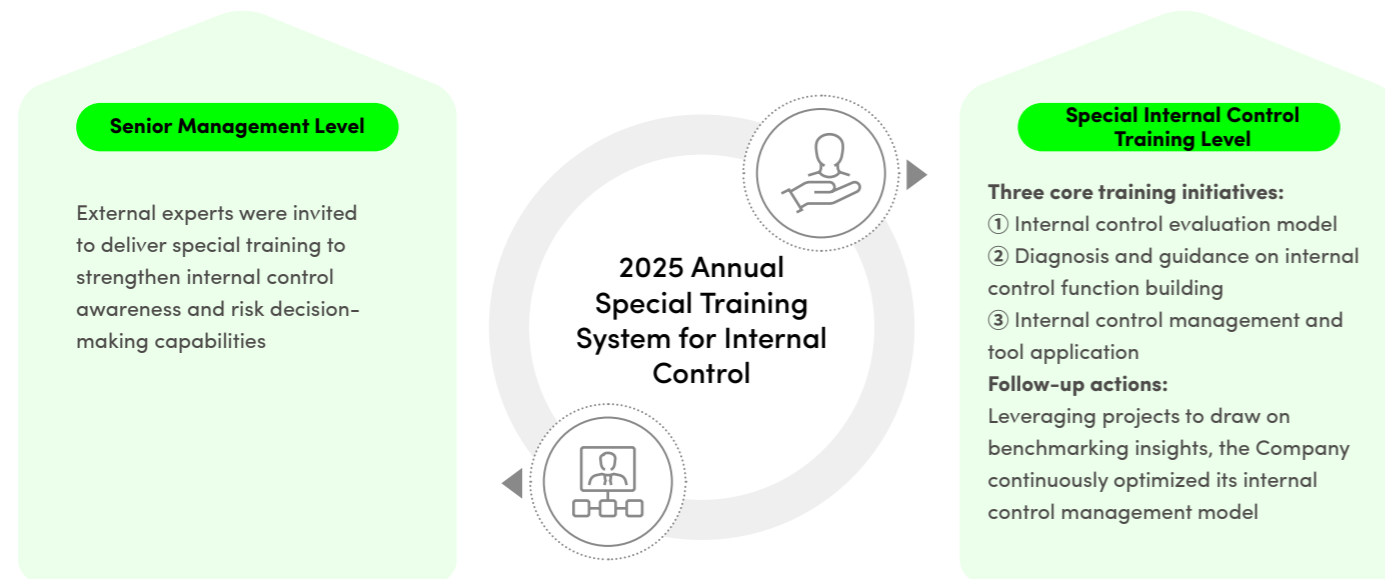 Senior Management Level
External experts were invited
to deliver special training to
strengthen internal control
awareness and risk decision-
making capabilities
2025 Annual
Special Training
System for Internal
Control
Special Internal Control
Training Level
Three core training initiatives:
① Internal control evaluation model
② Diagnosis and guidance on internal
control function building
③ Internal control management and
tool application
Follow-up actions:
Leveraging projects to draw on
benchmarking insights, the Company
continuously optimized its internal
control management model